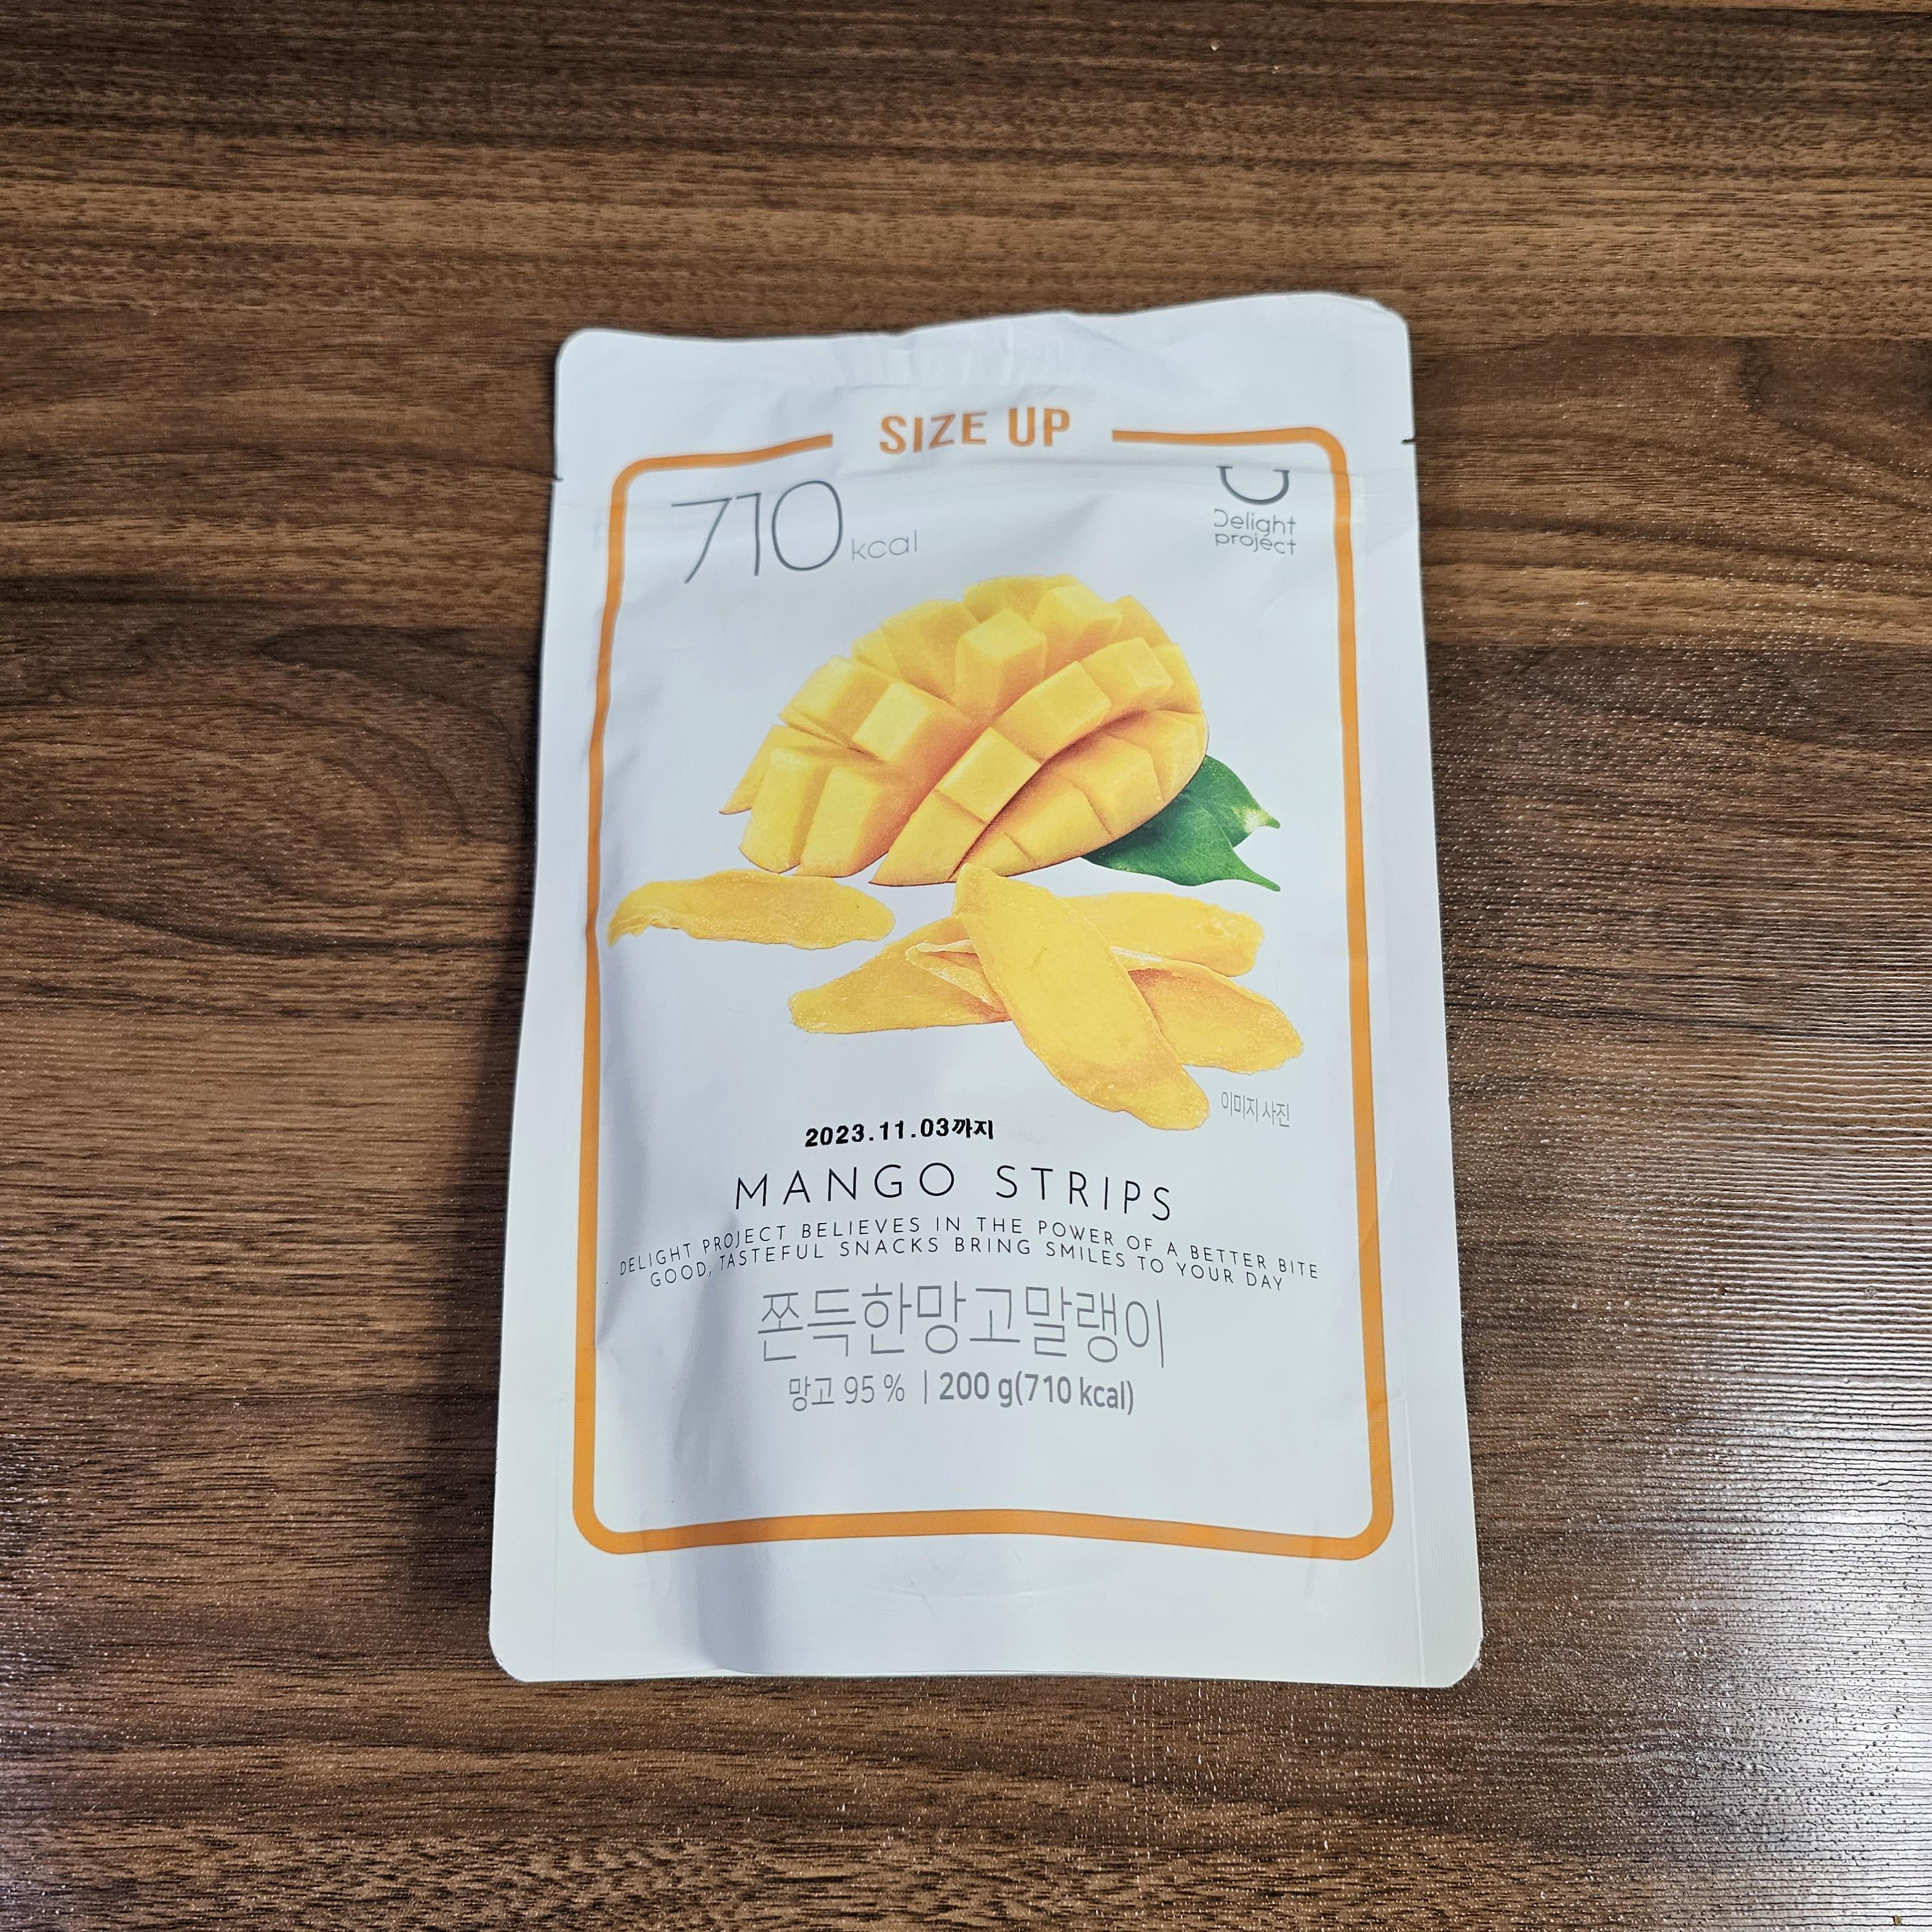 SIZE UP
710 kcal
Delight
project
이미지 사진
2023.11.03까지
MANGO STRIPS
DELIGHT PROJECT BELIEVES IN THE POWER OF A BETTER BITE
GOOD, TASTEFUL SNACKS BRING SMILES TO YOUR DAY
쫀득한망고말랭이
망고 95 % | 200 g(710 kcal)